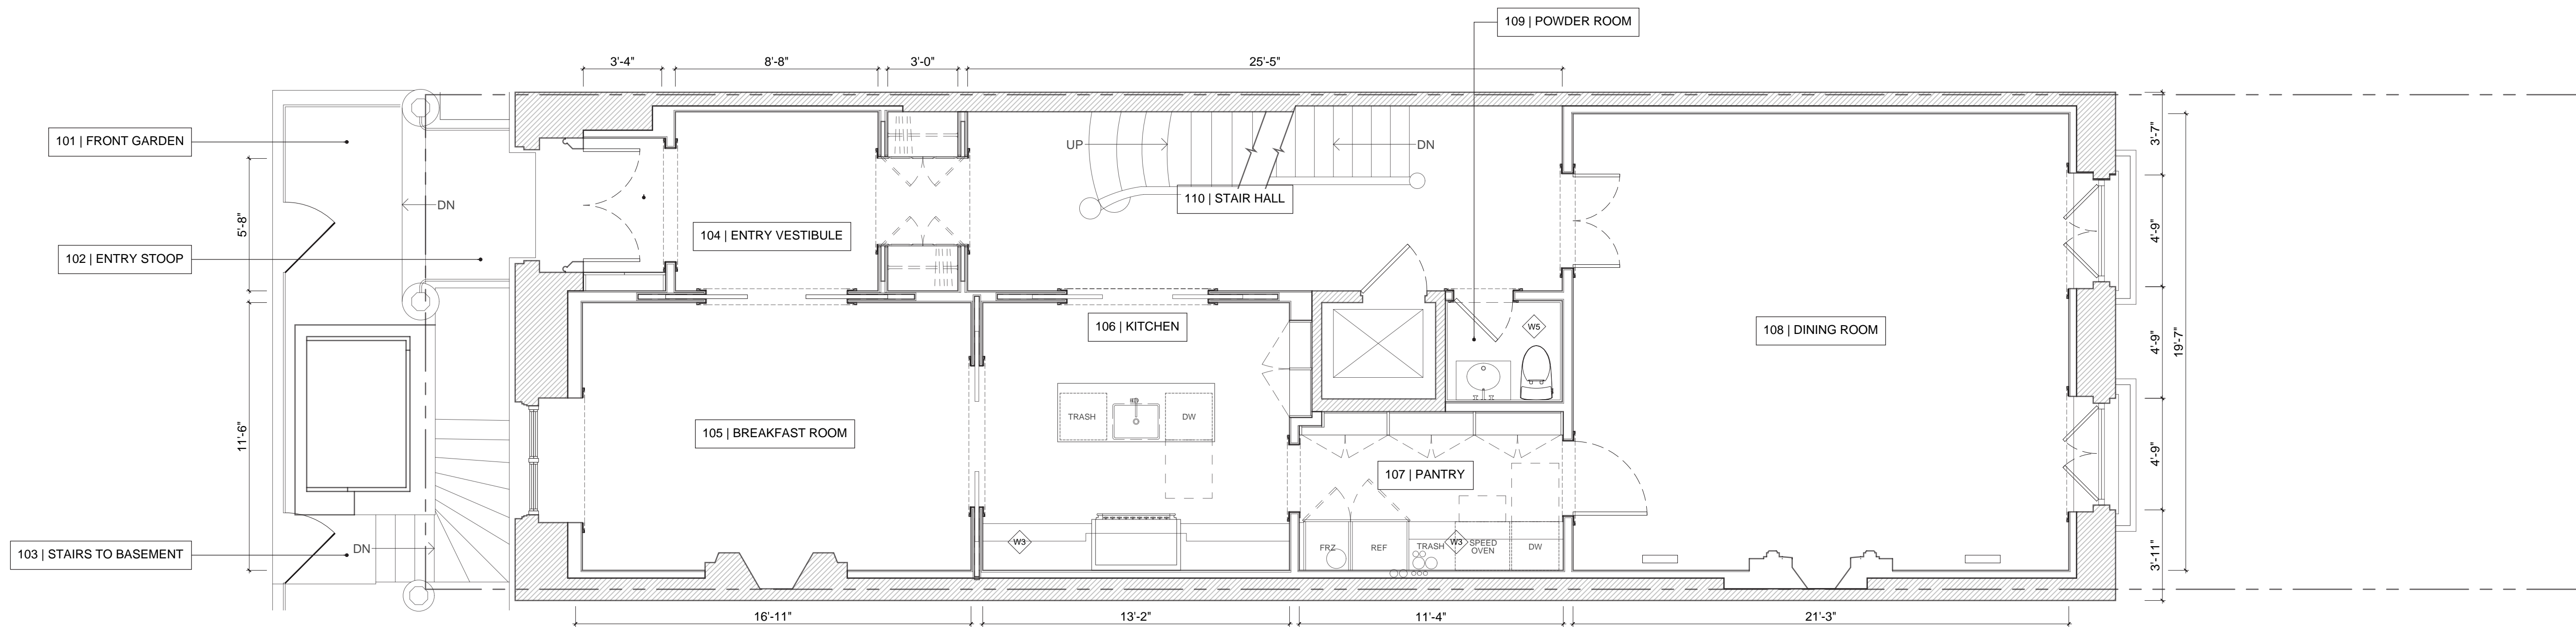 109 | POWDER ROOM
3'-4"
8'-8"
3'-0"
25'-5"
101 | FRONT GARDEN
3'-7"
UP
DN
110 | STAIR HALL
DN
5'-8"
4'-9"
104 | ENTRY VESTIBULE
102 | ENTRY STOOP
106 | KITCHEN
W5
108 | DINING ROOM
4'-9"
19'-7"
TRASH
DW
105 | BREAKFAST ROOM
11'-6"
4'-9"
107 | PANTRY
103 | STAIRS TO BASEMENT
DN
W3
FRZ
REF
TRASH
W3
SPEED
OVEN
DW
3'-11"
16'-11"
13'-2"
11'-4"
21'-3"